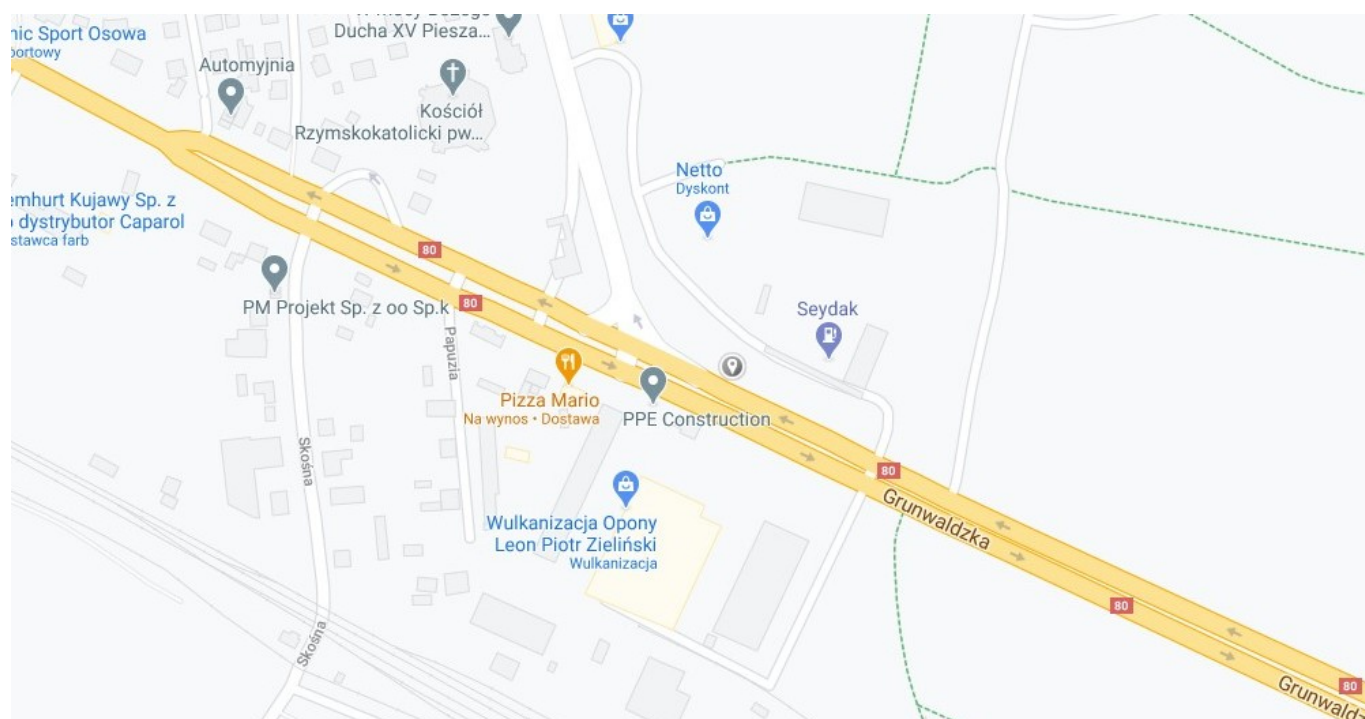 nic Sport Osowa
portowy
Ducha XV Piesza...
Automyjnia
Kościół
Rzymskokatolicki pw...
Netto
Dyskont
emhurt Kujawy Sp. z
dystrybutor Caparol
stawca farb
80
PM Projekt Sp. z oo Sp.k
80
Seydak
Papuzia
Pizza Mario
Na wynos • Dostawa
PPE Construction
Skośna
80
Grunwaldzka
Wulkanizacja Opony
Leon Piotr Zieliński
Wulkanizacja
80
Skośna
80
Grunwaldz